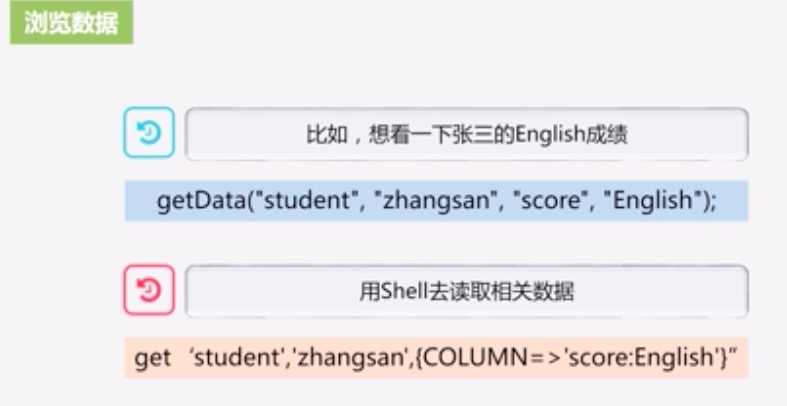 浏览数据
比如，想看一下张三的English成绩
getData("student", "zhangsan", "score", "English");
用Shell去读取相关数据
get ‘student','zhangsan',{COLUMN=>'score:English'}”